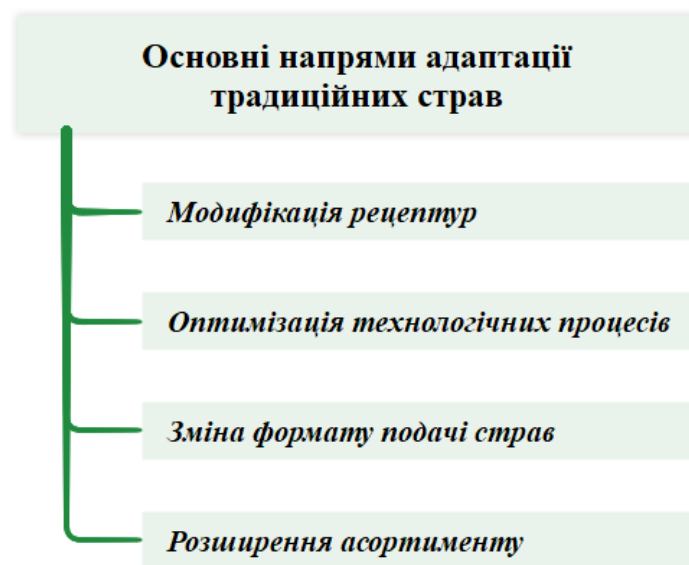 Основні напрями адаптації
традиційних страв
Модифікація рецептур
Оптимізація технологічних процесів
Зміна формату подачі страв
Розширення асортименту